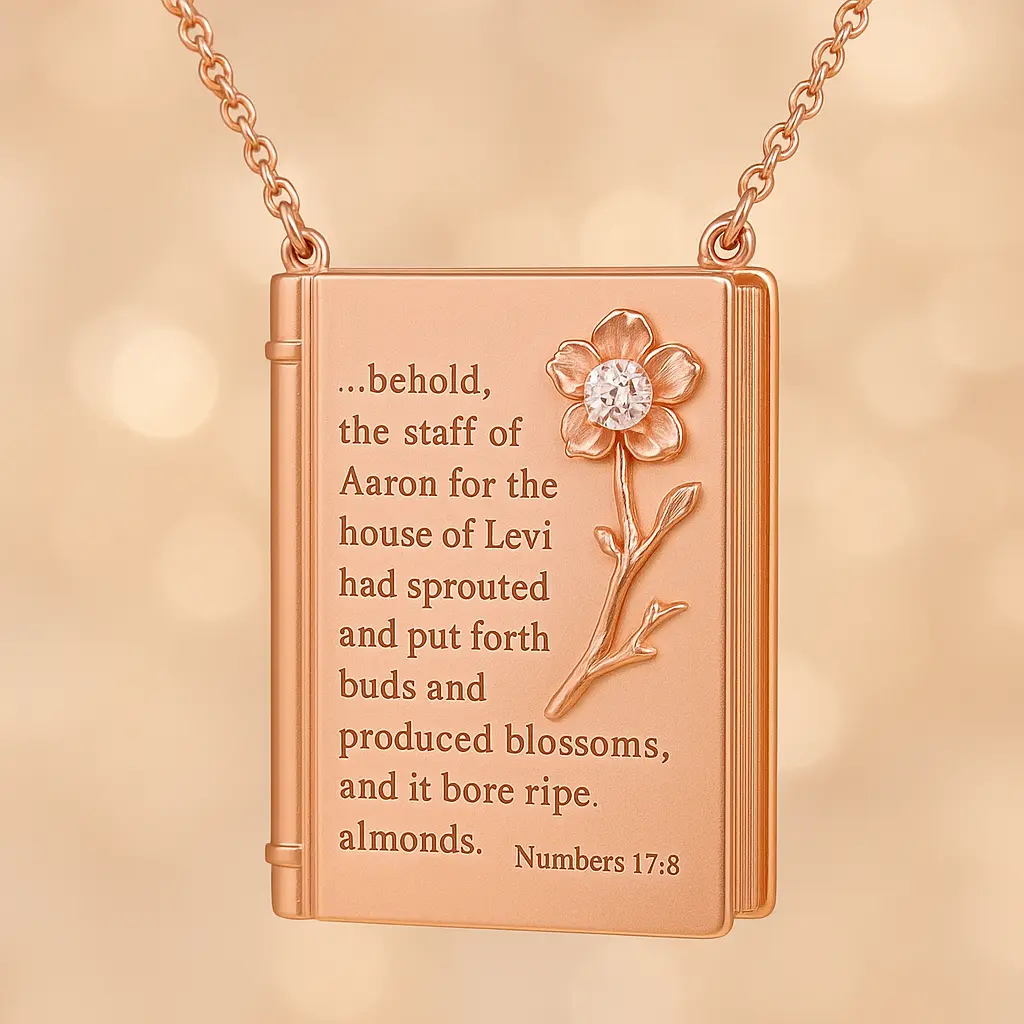 ...behold,
the staff of
Aaron for the
house of Levi
had sprouted
and put forth
buds and
produced blossoms,
and it bore ripe.
almonds.
Numbers 17:8